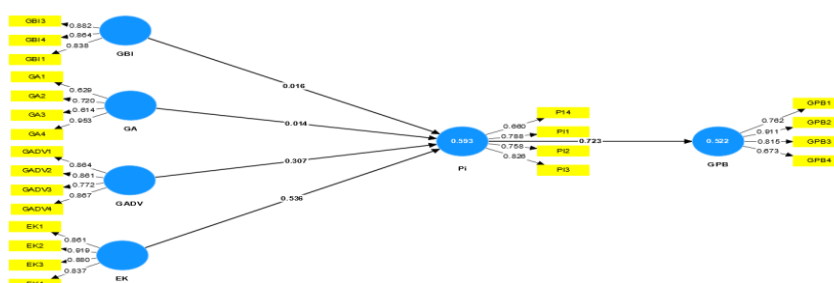 GBI3
0.882
GBI4
0.864
GBI1
0.838
GBI
GA1
0.629
GA2
0.720
GA3
0.614
GA4
0.953
GA
GADV1
0.864
GADV2
0.861
GADV3
0.772
GADV4
0.867
GADV
EK1
0.861
EK2
0.919
EK3
0.880
0.837
EK
0.016
0.014
0.307
0.536
0.593
Pi
PI4
0.660
PI1
0.788
PI2
0.758
PI3
0.826
0.723
0.522
GPB
GPB1
0.762
GPB2
0.911
GPB3
0.815
GPB4
0.673